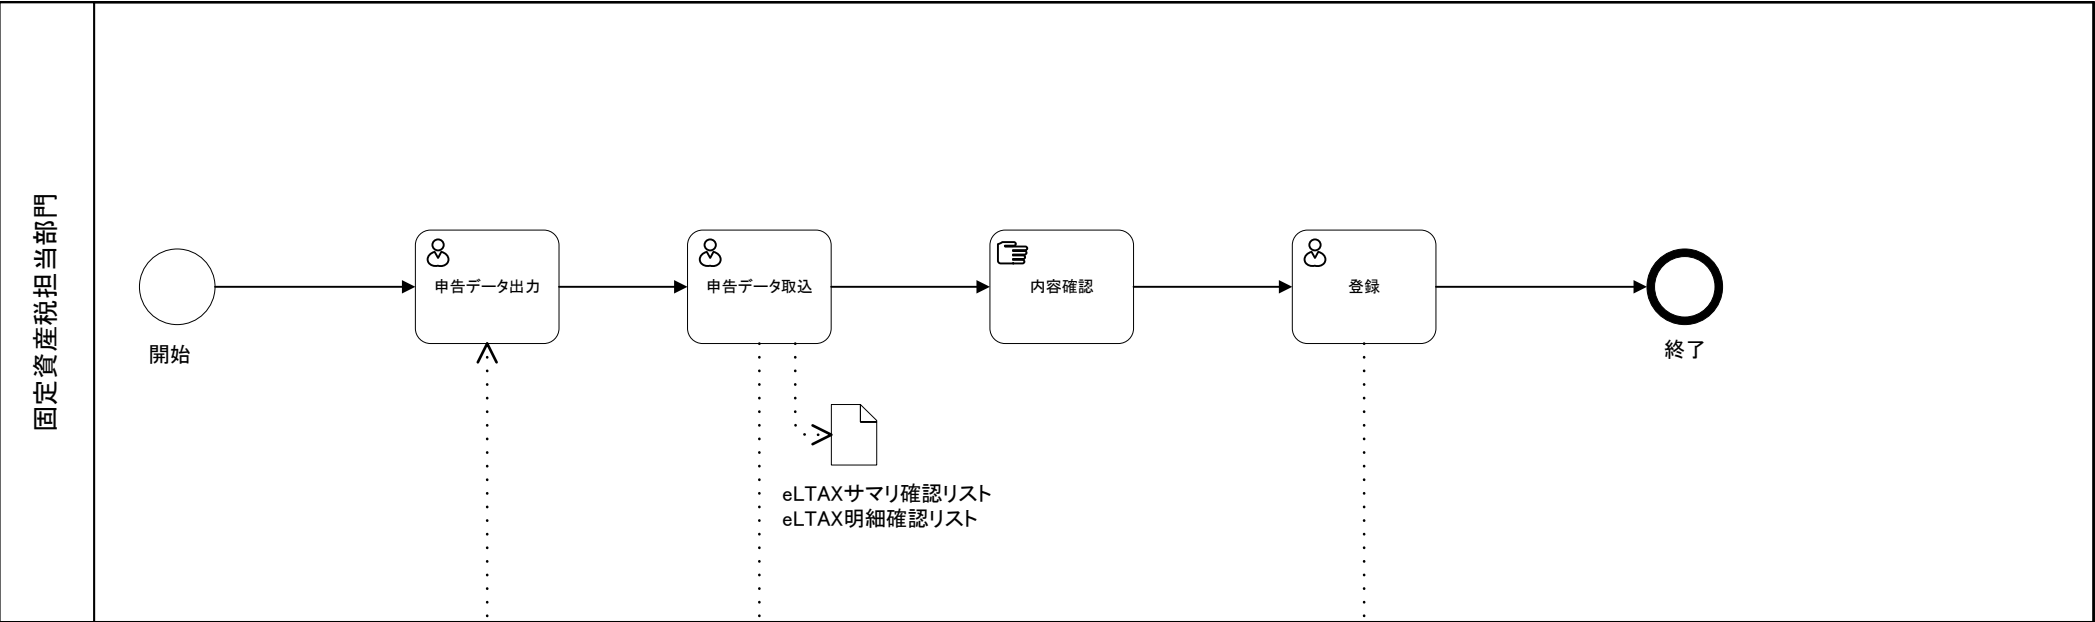 固定資産税担当部門
開始
申告データ出力
申告データ取込
内容確認
登録
終了
eLTAXサマリ確認リスト
eLTAX明細確認リスト